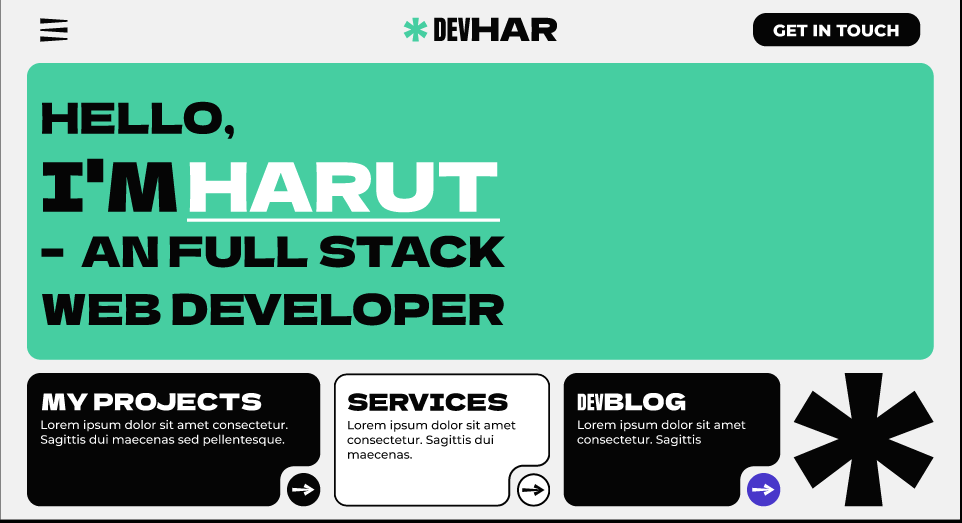 DEVHAR
GET IN TOUCH
HELLO,
I'M HARUT
- AN FULL STACK
WEB DEVELOPER
MY PROJECTS
Lorem ipsum dolor sit amet consectetur.
Sagittis dui maecenas sed pellentesque.
SERVICES
Lorem ipsum dolor sit amet
consectetur. Sagittis dui
maecenas.
DEVBLOG
Lorem ipsum dolor sit amet
consectetur. Sagittis